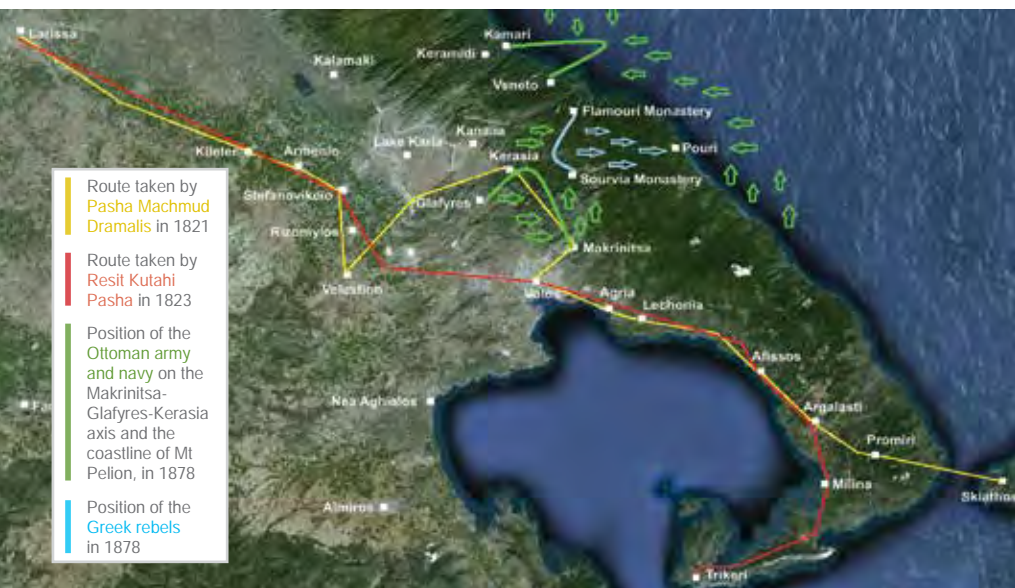 Larissa
Kamari
Keramidi
Kalamaki
Veneto
Flamouri Monastery
Kanalia
Lake Karla
Pouri
Kileler
Armenio
Kerasia
Sourvia Monastery
Stefanovikeio
Glafyres
Rizomylos
Makrinitsa
Velestino
Volos
Agria
Lechonia
Afissos
Nea Aghialos
Argalasti
Promiri
Milina
Skiathos
Almiros
Trikeri
Route taken by
Pasha Machmud
Dramalis in 1821
Route taken by
Resit Kutahi
Pasha in 1823
Position of the
Ottoman army
and navy on the
Makrinitsa-
Glafyres-Kerasia
axis and the
coastline of Mt
Pelion, in 1878
Position of the
Greek rebels
in 1878